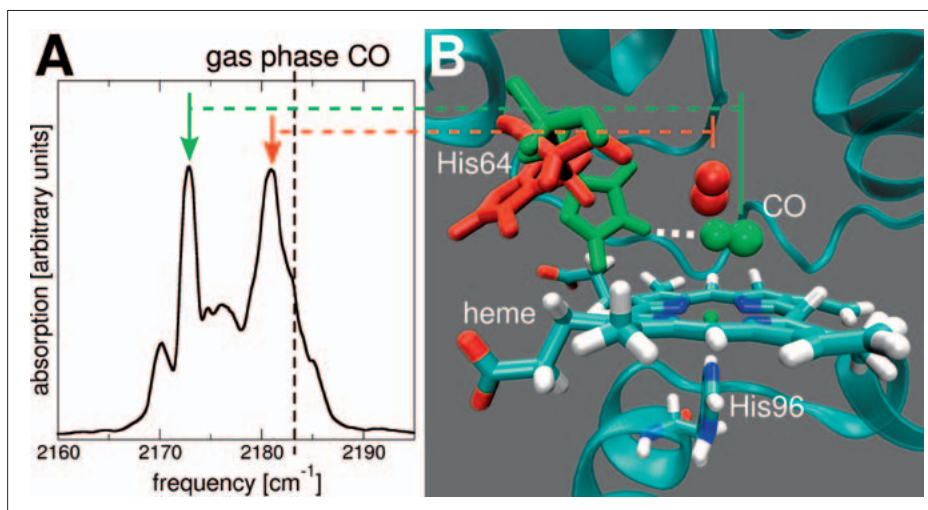 A
gas phase CO
absorption [arbitrary units]
2160
2170
2180
2190
frequency [cm⁻¹]
B
His64
CO
heme
His96